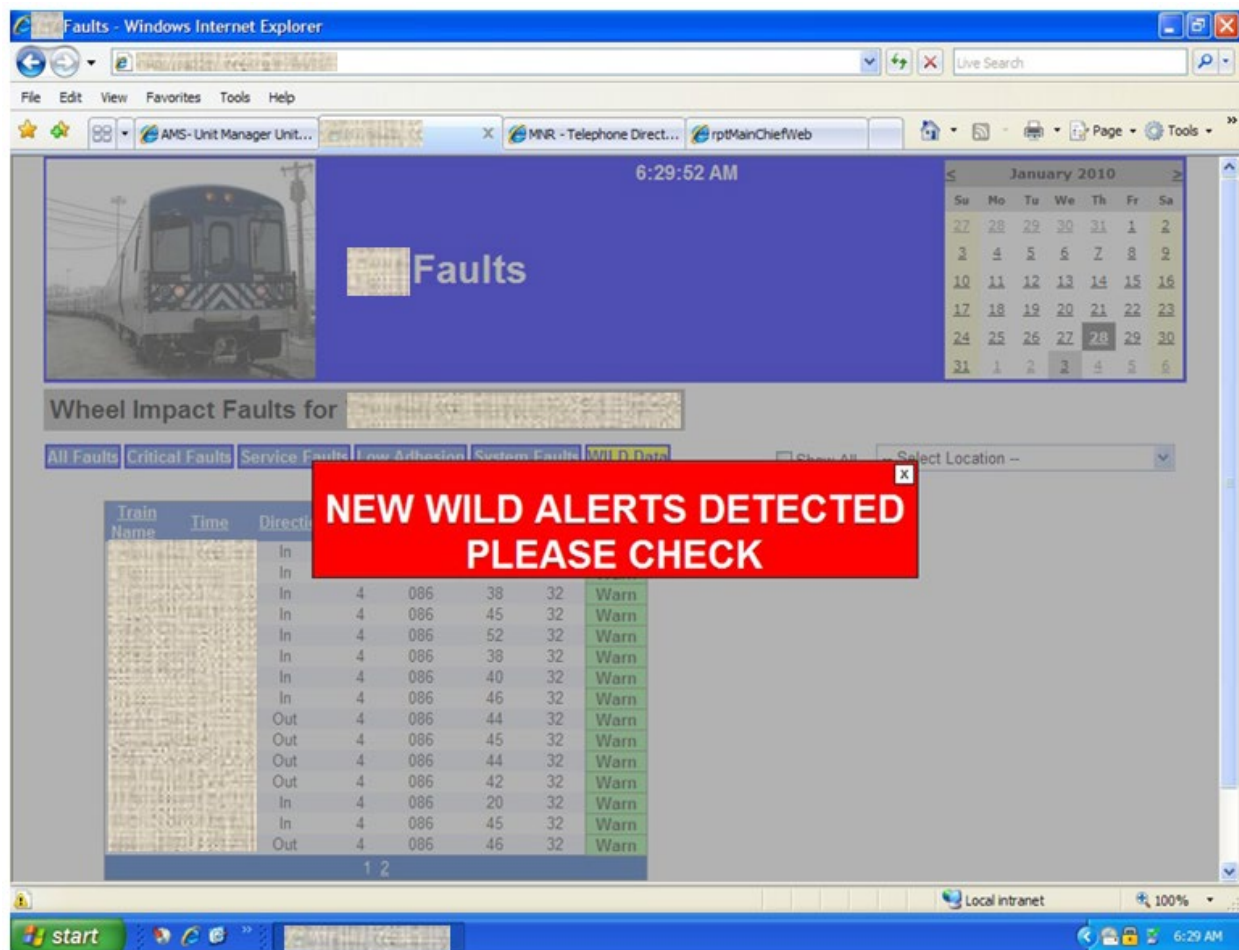 Faults - Windows Internet Explorer
Live Search
File Edit View Favorites Tools Help
AMS- Unit Manager Unit... MNR - Telephone Direct... rptMainChiefWeb Page Tools
6:29:52 AM
Faults
< January 2010 >
Su Mo Tu We Th Fr Sa
27 28 29 30 31 1 2
3 4 5 6 7 8 9
10 11 12 13 14 15 16
17 18 19 20 21 22 23
24 25 26 27 28 29 30
31 1 2 3 4 5 6
Wheel Impact Faults for
All Faults Critical Faults Service Faults Low Adhesion System Faults WILD Data Show All -- Select Location --
NEW WILD ALERTS DETECTED
PLEASE CHECK
X
Train Name Time
In
In
In 4 086 38 32 Warn
In 4 086 45 32 Warn
In 4 086 52 32 Warn
In 4 086 38 32 Warn
In 4 086 40 32 Warn
In 4 086 46 32 Warn
Out 4 086 44 32 Warn
Out 4 086 45 32 Warn
Out 4 086 44 32 Warn
Out 4 086 42 32 Warn
In 4 086 20 32 Warn
In 4 086 45 32 Warn
Out 4 086 46 32 Warn
1 2
Local intranet 100%
start 6:29 AM